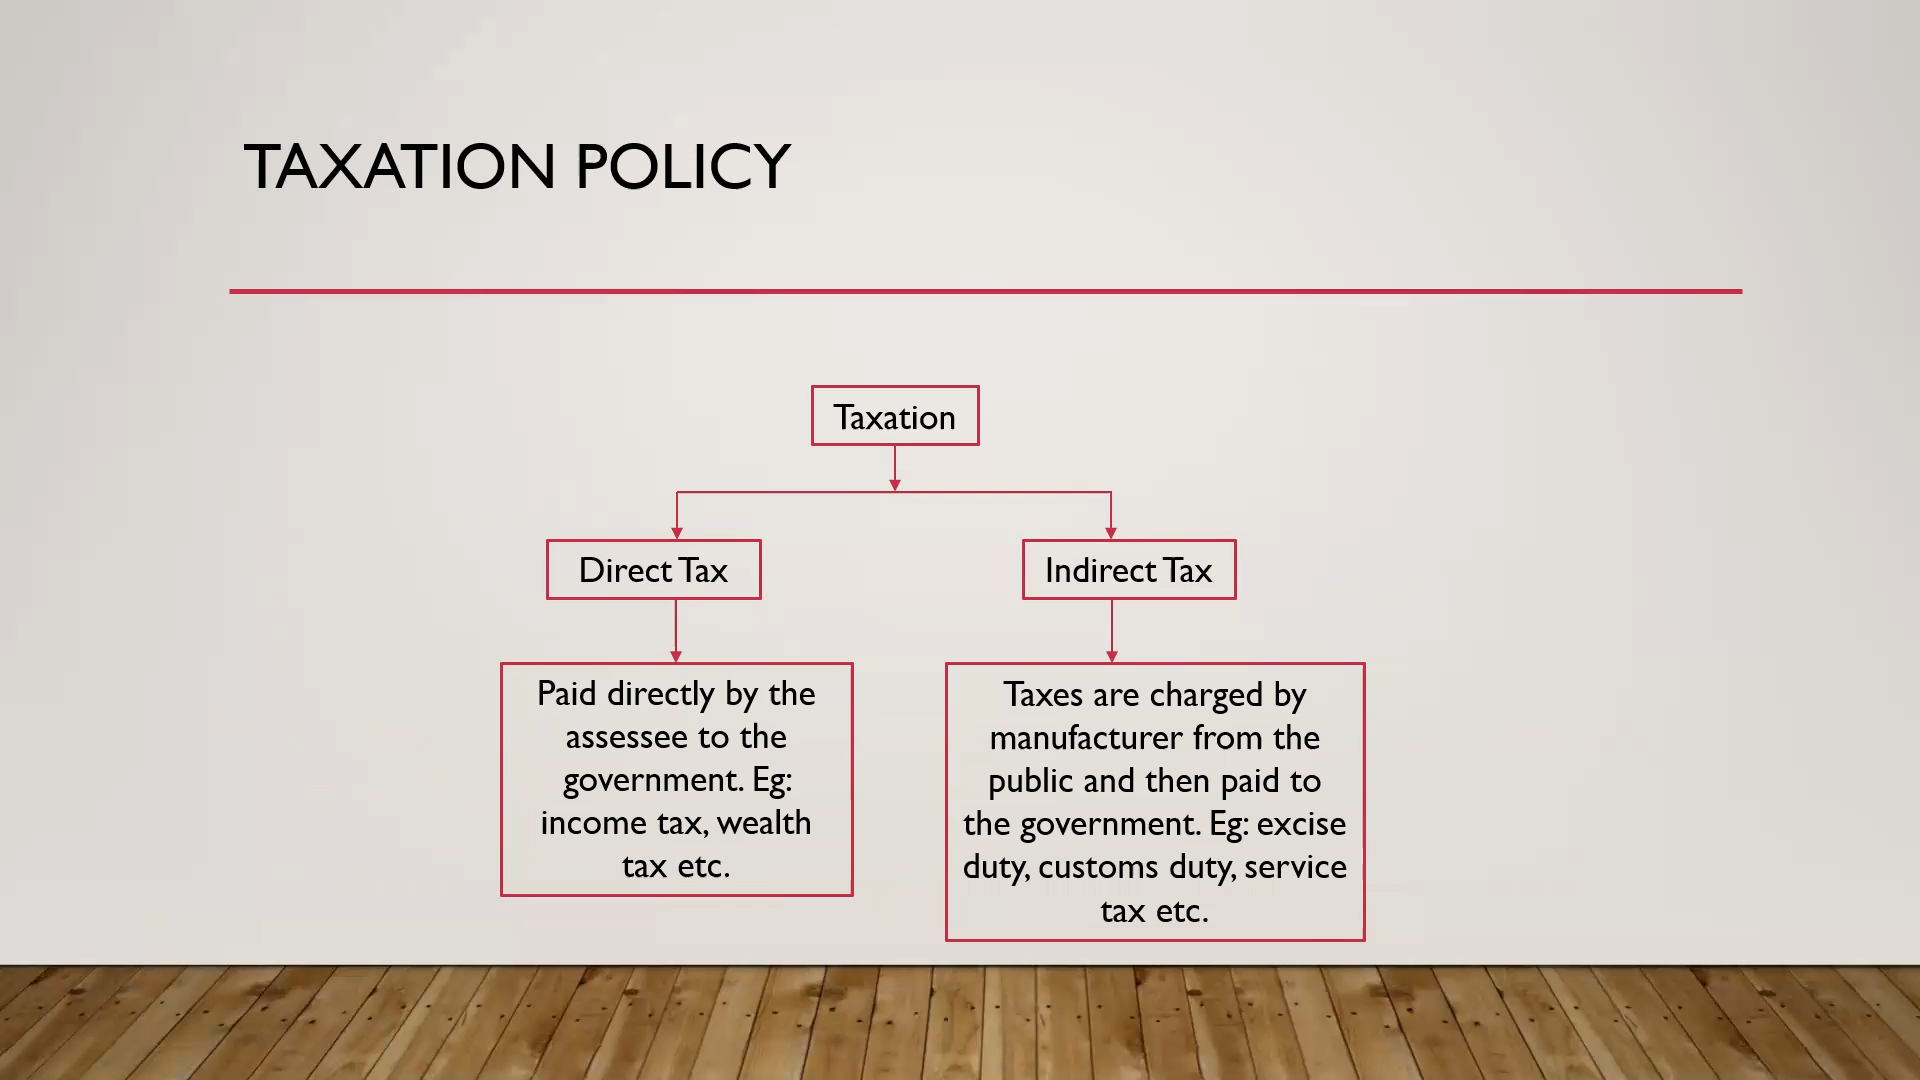 TAXATION POLICY
Taxation
Direct Tax
Indirect Tax
Paid directly by the
assessee to the
government. Eg:
income tax, wealth
tax etc.
Taxes are charged by
manufacturer from the
public and then paid to
the government. Eg: excise
duty, customs duty, service
tax etc.